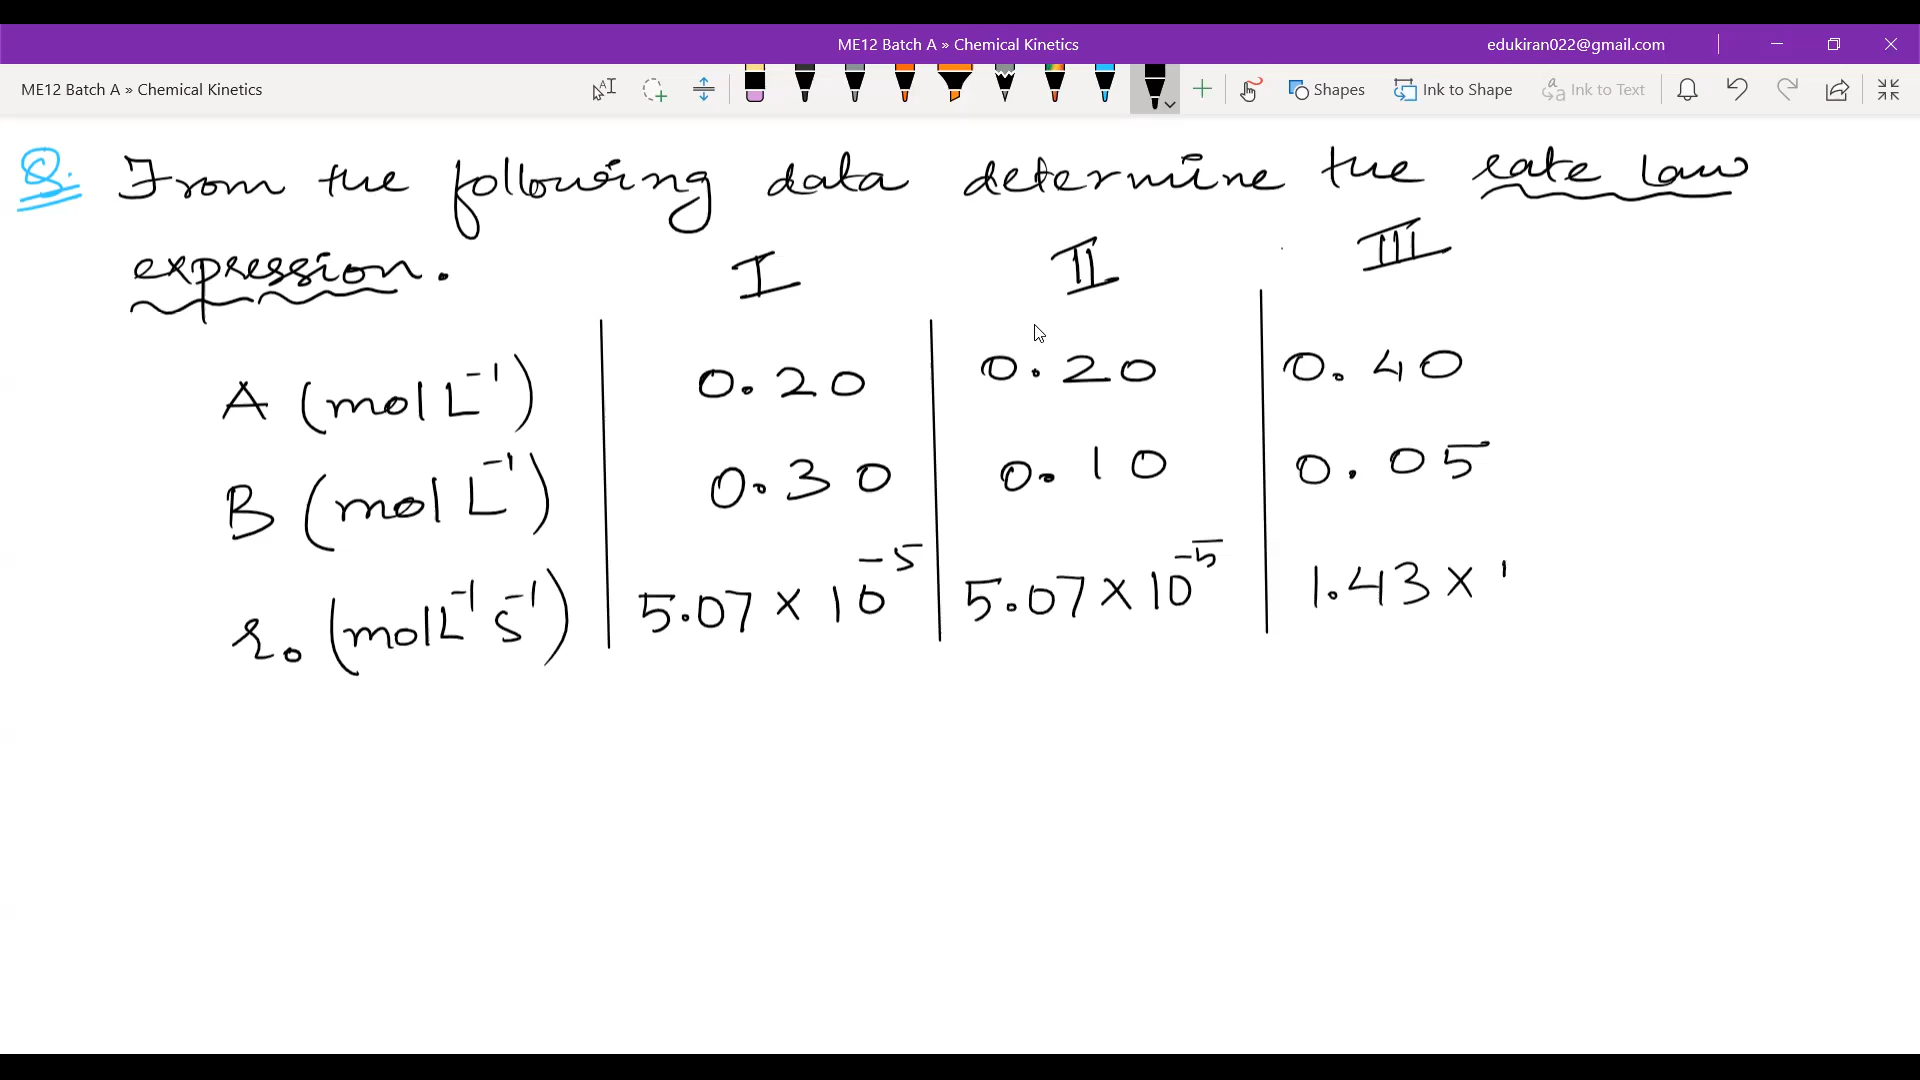 ME12 Batch A » Chemical Kinetics
edukiran022@gmail.com
ME12 Batch A » Chemical Kinetics
Shapes
Ink to Shape
Ink to Text
Q. From the following data determine the rate law
expression.
I II III
A (mol L⁻¹) 0.20 0.20 0.40
B (mol L⁻¹) 0.30 0.10 0.05
r₀ (mol L⁻¹ s⁻¹) 5.07 × 10⁻⁵ 5.07 × 10⁻⁵ 1.43 ×